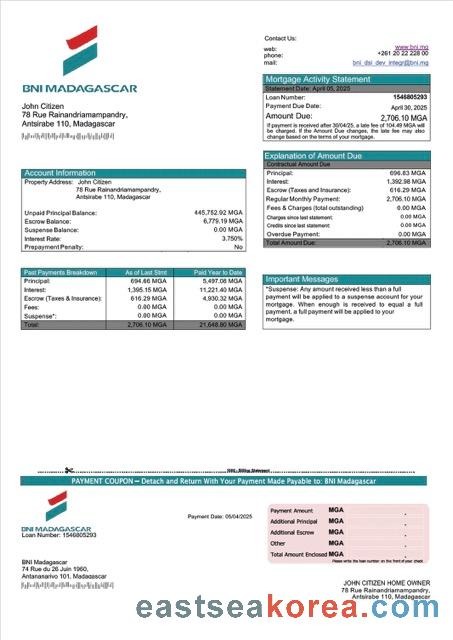 BNI MADAGASCAR
John Citizen
78 Rue Rainandriamampandry,
Antsirabe 110, Madagascar
Contact Us:
web: www.bni.mg
phone: +261 20 22 228 00
mail: bni_dsi_dev_integr@bni.mg
Mortgage Activity Statement
Statement Date: April 05, 2025
Loan Number: 1546805293
Payment Due Date: April 30, 2025
Amount Due: 2,706.10 MGA
If payment is received after 30/04/25, a late fee of 104.49 MGA will
be charged. If the Amount Due changes, the late fee may also
change based on the terms of your mortgage.
Account Information
Property Address: John Citizen
78 Rue Rainandriamampandry,
Antsirabe 110, Madagascar
Unpaid Principal Balance: 445,752.92 MGA
Escrow Balance: 6,779.19 MGA
Suspense Balance: 0.00 MGA
Interest Rate: 3.750%
Prepayment Penalty: No
Explanation of Amount Due
Contractual Amount Due
Principal: 696.83 MGA
Interest: 1,392.98 MGA
Escrow (Taxes and Insurance): 616.29 MGA
Regular Monthly Payment: 2,706.10 MGA
Fees & Charges (total outstanding) 0.00 MGA
Charges since last statement: 0.00 MGA
Credits since last statement: 0.00 MGA
Overdue Payment: 0.00 MGA
Total Amount Due: 2,706.10 MGA
Past Payments Breakdown As of Last Stmt Paid Year to Date
Principal: 694.66 MGA 5,497.08 MGA
Interest: 1,395.15 MGA 11,221.40 MGA
Escrow (Taxes & Insurance): 616.29 MGA 4,930.32 MGA
Fees: 0.00 MGA 0.00 MGA
Suspense*: 0.00 MGA 0.00 MGA
Total: 2,706.10 MGA 21,648.80 MGA
Important Messages
*Suspense: Any amount received less than a full
payment will be applied to a suspense account for your
mortgage. When enough is received to equal a full
payment, a full payment will be applied to your
mortgage.
PAYMENT COUPON – Detach and Return With Your Payment Made Payable to: BNI Madagascar
BNI MADAGASCAR
Loan Number: 1546805293
Payment Date: 05/04/2025
Payment Amount MGA .
Additional Principal MGA .
Additional Escrow MGA .
Other MGA .
Total Amount Enclosed MGA .
Please write the loan number on the front of your check
BNI Madagascar
74 Rue du 26 Juin 1960,
Antananarivo 101, Madagascar
JOHN CITIZEN HOME OWNER
78 Rue Rainandriamampandry,
Antsirabe 110, Madagascar
eastseakorea.com